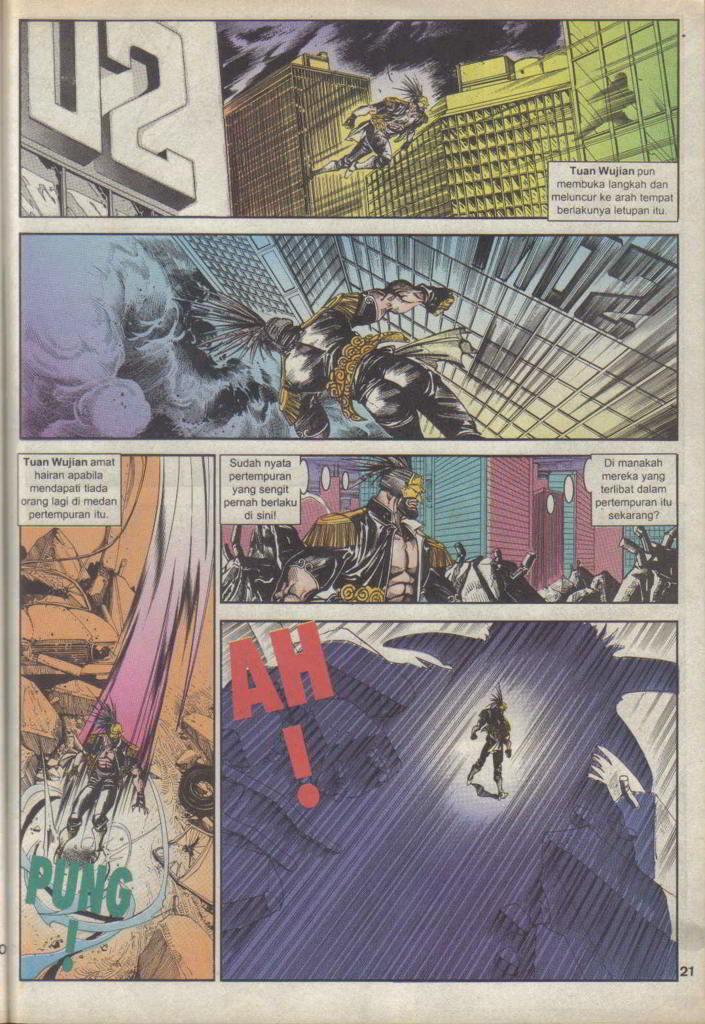 U2
Tuan Wujian pun
membuka langkah dan
meluncur ke arah tempat
berlakunya letupan itu.
Tuan Wujian amat
hairan apabila
mendapati tiada
orang lagi di medan
pertempuran itu.
Sudah nyata
pertempuran
yang sengit
pernah berlaku
di sini!
Di manakah
mereka yang
terlibat dalam
pertempuran itu
sekarang?
PUNG
!
AH
!
21